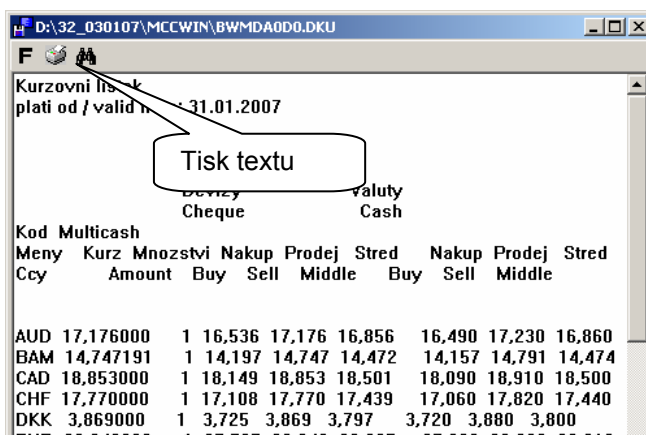 D:\32_030107\MCCWIN\BWMDA0D0.DKU
F
Kurzovni listek
plati od / valid : 31.01.2007
Tisk textu
Devizy Valuty
Cheque Cash
Kod Multicash
Meny Kurz Mnozstvi Nakup Prodej Stred Nakup Prodej Stred
Ccy Amount Buy Sell Middle Buy Sell Middle
AUD 17,176000 1 16,536 17,176 16,856 16,490 17,230 16,860
BAM 14,747191 1 14,197 14,747 14,472 14,157 14,791 14,474
CAD 18,853000 1 18,149 18,853 18,501 18,090 18,910 18,500
CHF 17,770000 1 17,108 17,770 17,439 17,060 17,820 17,440
DKK 3,869000 1 3,725 3,869 3,797 3,720 3,880 3,800